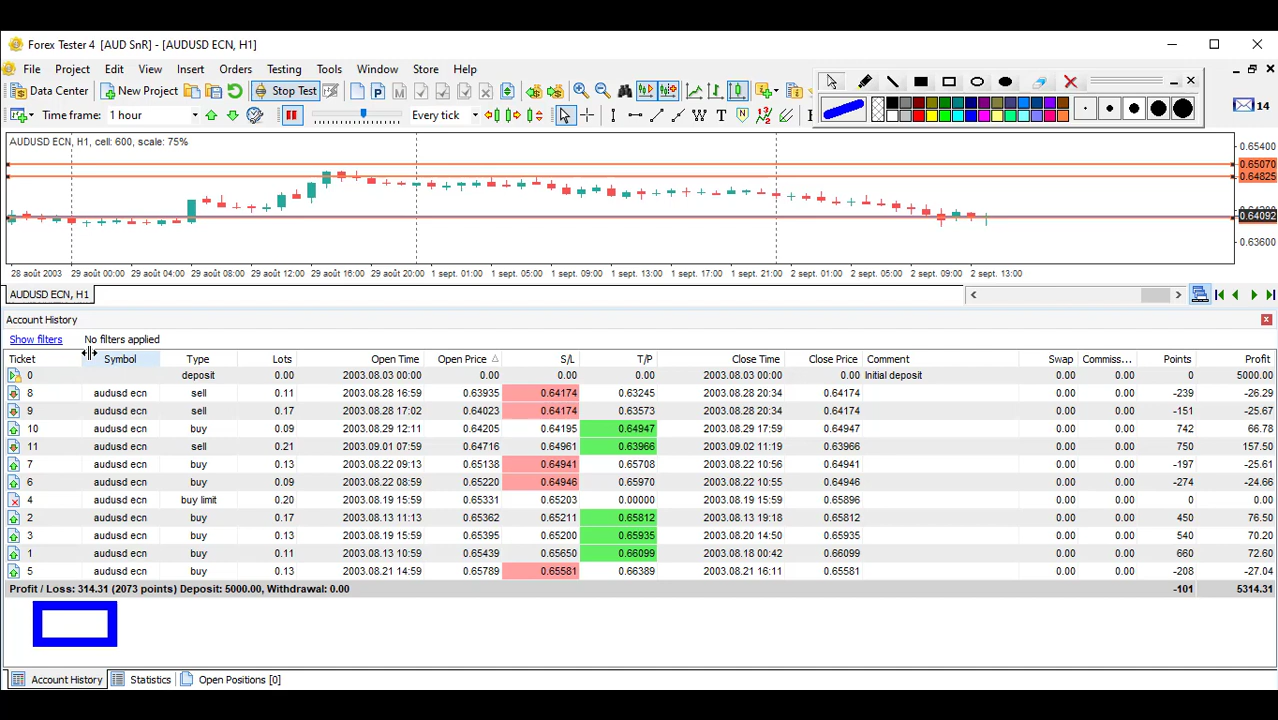 Forex Tester 4 [AUD SnR] - [AUDUSD ECN, H1]
File Project Edit View Insert Orders Testing Tools Window Store Help
Data Center New Project Stop Test
Time frame: 1 hour Every tick 14
AUDUSD ECN, H1, cell: 600, scale: 75%
0.65400
0.65070
0.64825
0.64092
0.63600
28 août 2003 29 août 00:00 29 août 04:00 29 août 08:00 29 août 12:00 29 août 16:00 29 août 20:00 1 sept. 01:00 1 sept. 05:00 1 sept. 09:00 1 sept. 13:00 1 sept. 17:00 1 sept. 21:00 2 sept. 01:00 2 sept. 05:00 2 sept. 09:00 2 sept. 13:00
AUDUSD ECN, H1
Account History
Show filters No filters applied
Ticket Symbol Type Lots Open Time Open Price S/L T/P Close Time Close Price Comment Swap Commiss... Points Profit
0 deposit 0.00 2003.08.03 00:00 0.00 0.00 0.00 2003.08.03 00:00 0.00 Initial deposit 0.00 0.00 0 5000.00
8 audusd ecn sell 0.11 2003.08.28 16:59 0.63935 0.64174 0.63245 2003.08.28 20:34 0.64174 0.00 0.00 -239 -26.29
9 audusd ecn sell 0.17 2003.08.28 17:02 0.64023 0.64174 0.63573 2003.08.28 20:34 0.64174 0.00 0.00 -151 -25.67
10 audusd ecn buy 0.09 2003.08.29 12:11 0.64205 0.64195 0.64947 2003.08.29 17:59 0.64947 0.00 0.00 742 66.78
11 audusd ecn sell 0.21 2003.09.01 07:59 0.64716 0.64961 0.63966 2003.09.02 11:19 0.63966 0.00 0.00 750 157.50
7 audusd ecn buy 0.13 2003.08.22 09:13 0.65138 0.64941 0.65708 2003.08.22 10:56 0.64941 0.00 0.00 -197 -25.61
6 audusd ecn buy 0.09 2003.08.22 08:59 0.65220 0.64946 0.65970 2003.08.22 10:55 0.64946 0.00 0.00 -274 -24.66
4 audusd ecn buy limit 0.20 2003.08.19 15:59 0.65331 0.65203 0.00000 2003.08.19 15:59 0.65896 0.00 0.00 0 0.00
2 audusd ecn buy 0.17 2003.08.13 11:13 0.65362 0.65211 0.65812 2003.08.13 19:18 0.65812 0.00 0.00 450 76.50
3 audusd ecn buy 0.13 2003.08.19 15:59 0.65395 0.65200 0.65935 2003.08.20 14:50 0.65935 0.00 0.00 540 70.20
1 audusd ecn buy 0.11 2003.08.13 10:59 0.65439 0.65650 0.66099 2003.08.18 00:42 0.66099 0.00 0.00 660 72.60
5 audusd ecn buy 0.13 2003.08.21 14:59 0.65789 0.65581 0.66389 2003.08.21 16:11 0.65581 0.00 0.00 -208 -27.04
Profit / Loss: 314.31 (2073 points) Deposit: 5000.00, Withdrawal: 0.00 -101 5314.31
Account History Statistics Open Positions [0]